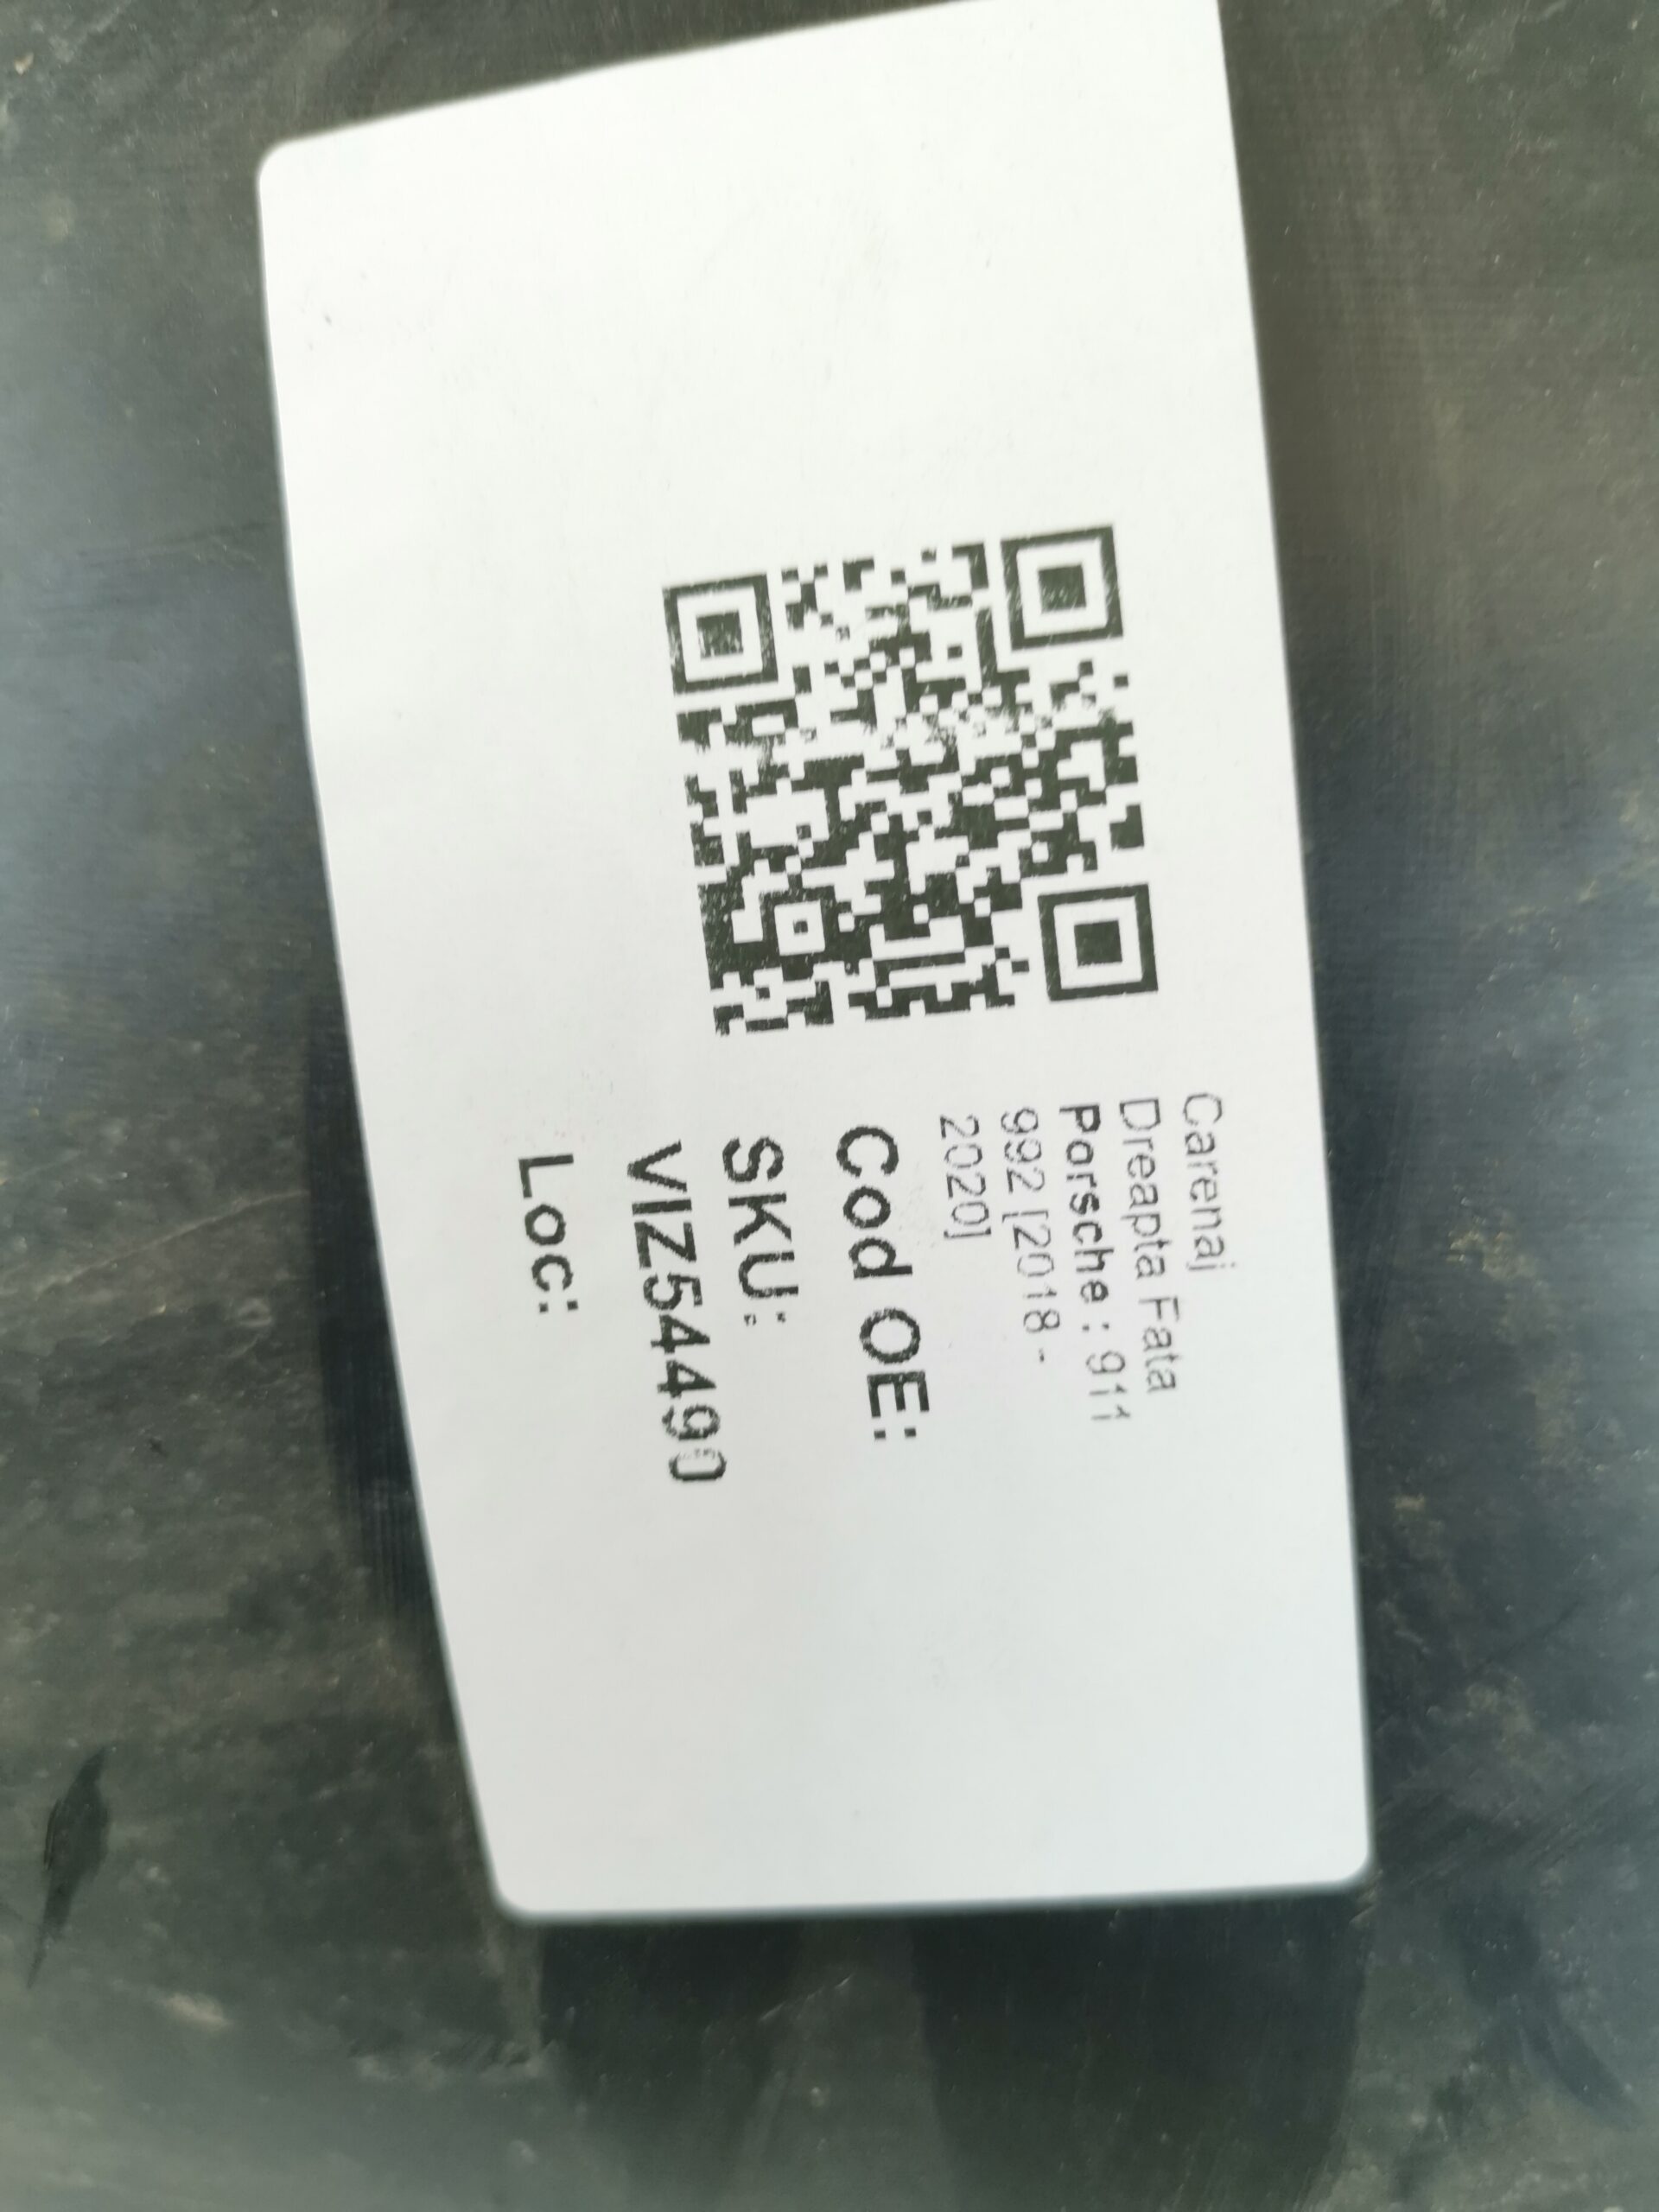 Carenaj
Dreapta Fata
Porsche : 911
992 [2018 -
2020]
Cod OE:
SKU:
VIZ54490
Loc: